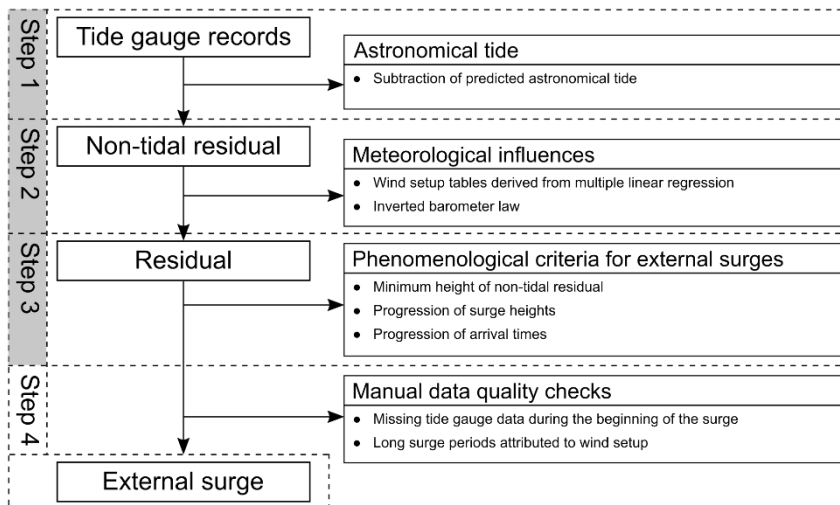 Step 1
Tide gauge records
Astronomical tide
● Subtraction of predicted astronomical tide
Step 2
Non-tidal residual
Meteorological influences
● Wind setup tables derived from multiple linear regression
● Inverted barometer law
Step 3
Residual
Phenomenological criteria for external surges
● Minimum height of non-tidal residual
● Progression of surge heights
● Progression of arrival times
Step 4
Manual data quality checks
● Missing tide gauge data during the beginning of the surge
● Long surge periods attributed to wind setup
External surge